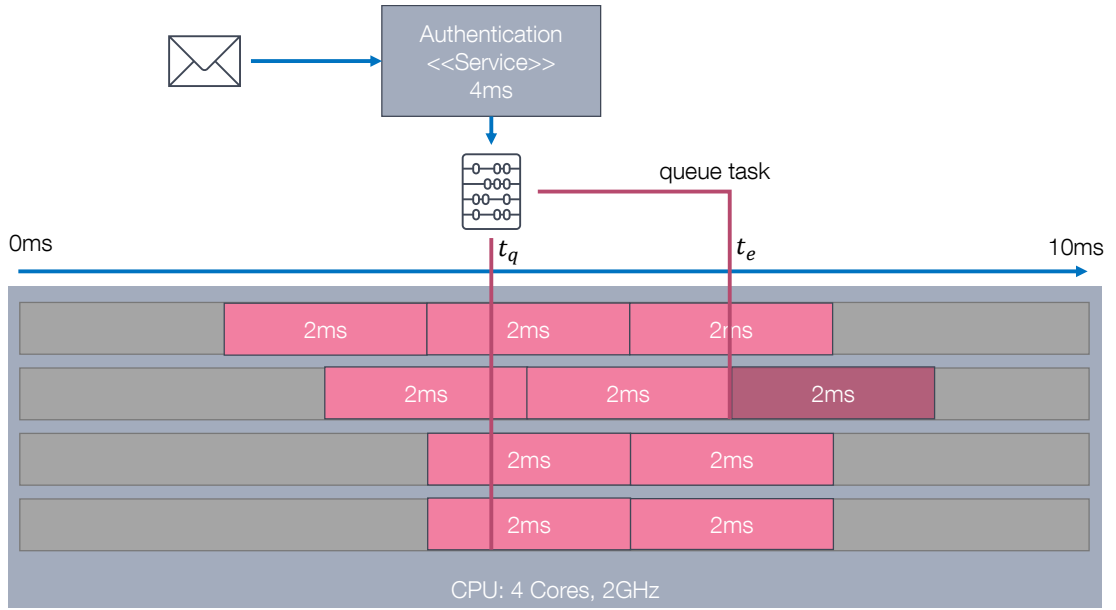 Authentication
<<Service>>
4ms
queue task
0ms
t_q
t_e
10ms
2ms 2ms 2ms
2ms 2ms 2ms
2ms 2ms
2ms 2ms
CPU: 4 Cores, 2GHz